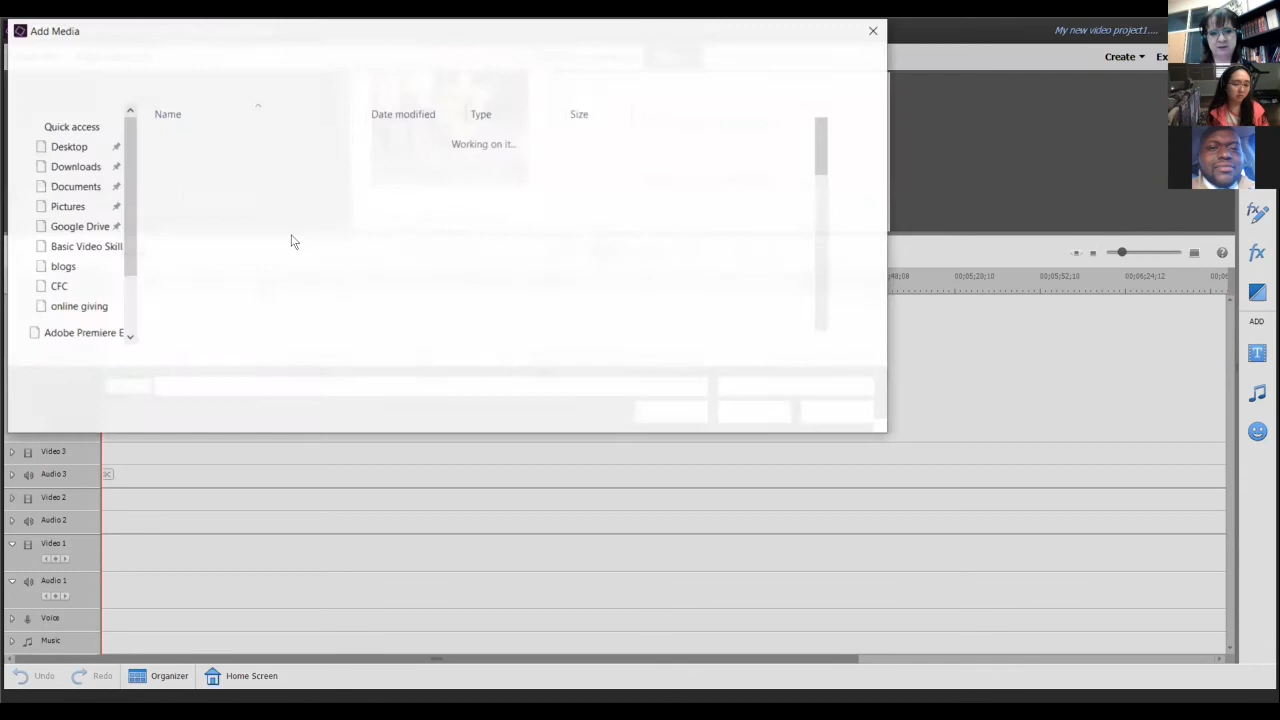 Add Media
My new video project1....
Create
Ex
Name
Date modified
Type
Size
Working on it...
Quick access
Desktop
Downloads
Documents
Pictures
Google Drive
Basic Video Skill
blogs
CFC
online giving
Adobe Premiere E
48;08
00;05;20;10
00;05;52;10
00;06;24;12
ADD
Video 3
Audio 3
Video 2
Audio 2
Video 1
Audio 1
Voice
Music
Undo
Redo
Organizer
Home Screen